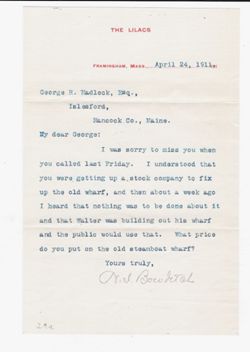 THE LILACS
FRAMINGHAM, MASS. April 24, 1911.
George R. Hadlock, Esq.,
Islesford,
Hancock Co., Maine.
My dear George:
I was sorry to miss you when
you called last Friday. I understood that
you were getting up a stock company to fix
up the old wharf, and then about a week ago
I heard that nothing was to be done about it
and that Walter was building out his wharf
and the public would use that. What price
do you put on the old steamboat wharf?
Yours truly,
Bowditch